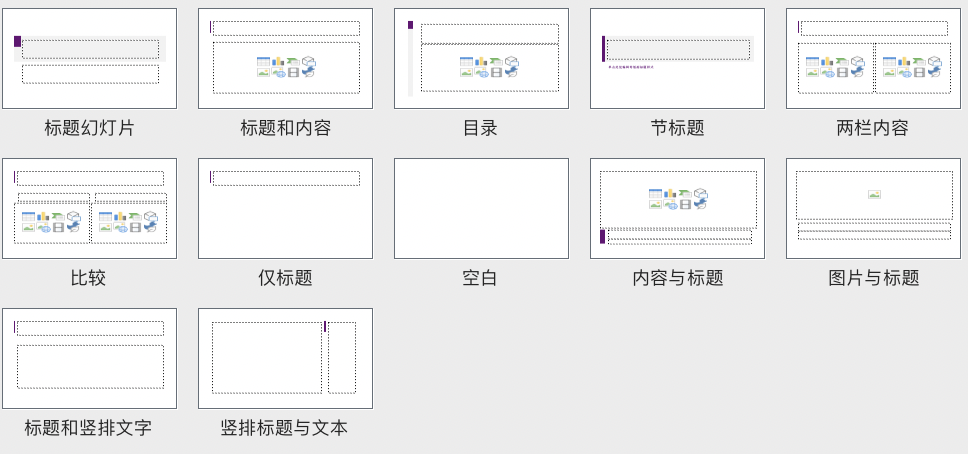 标题幻灯片
标题和内容
目录
节标题
两栏内容
比较
仅标题
空白
内容与标题
图片与标题
标题和竖排文字
竖排标题与文本